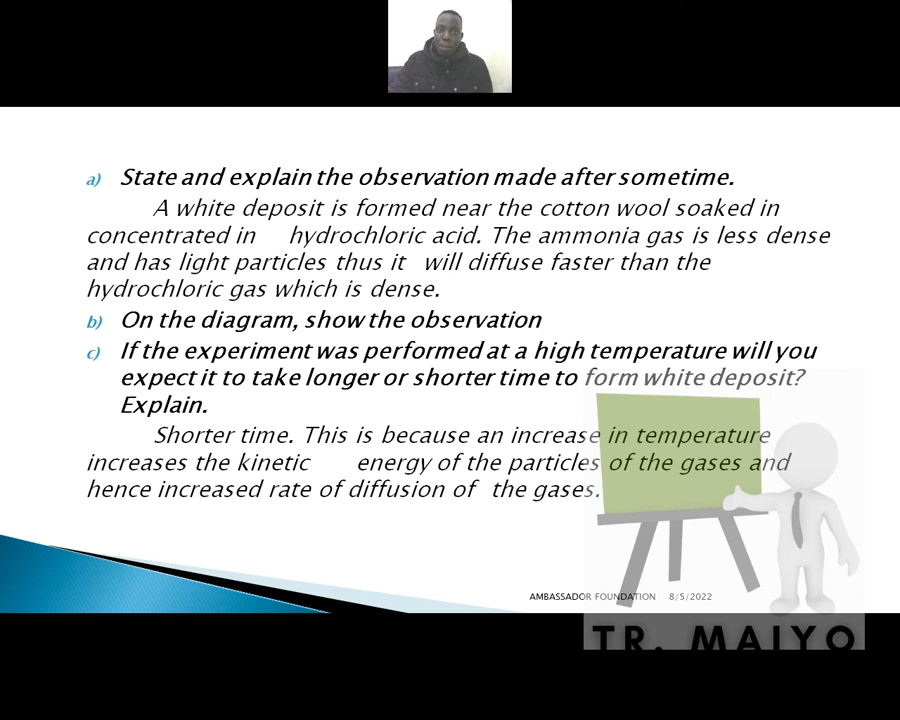 a) State and explain the observation made after sometime.
A white deposit is formed near the cotton wool soaked in
concentrated in hydrochloric acid. The ammonia gas is less dense
and has light particles thus it will diffuse faster than the
hydrochloric gas which is dense.
b) On the diagram, show the observation
c) If the experiment was performed at a high temperature will you
expect it to take longer or shorter time to form white deposit?
Explain.
Shorter time. This is because an increase in temperature
increases the kinetic energy of the particles of the gases and
hence increased rate of diffusion of the gases.
AMBASSADOR FOUNDATION 8/5/2022
TR. MAIYO